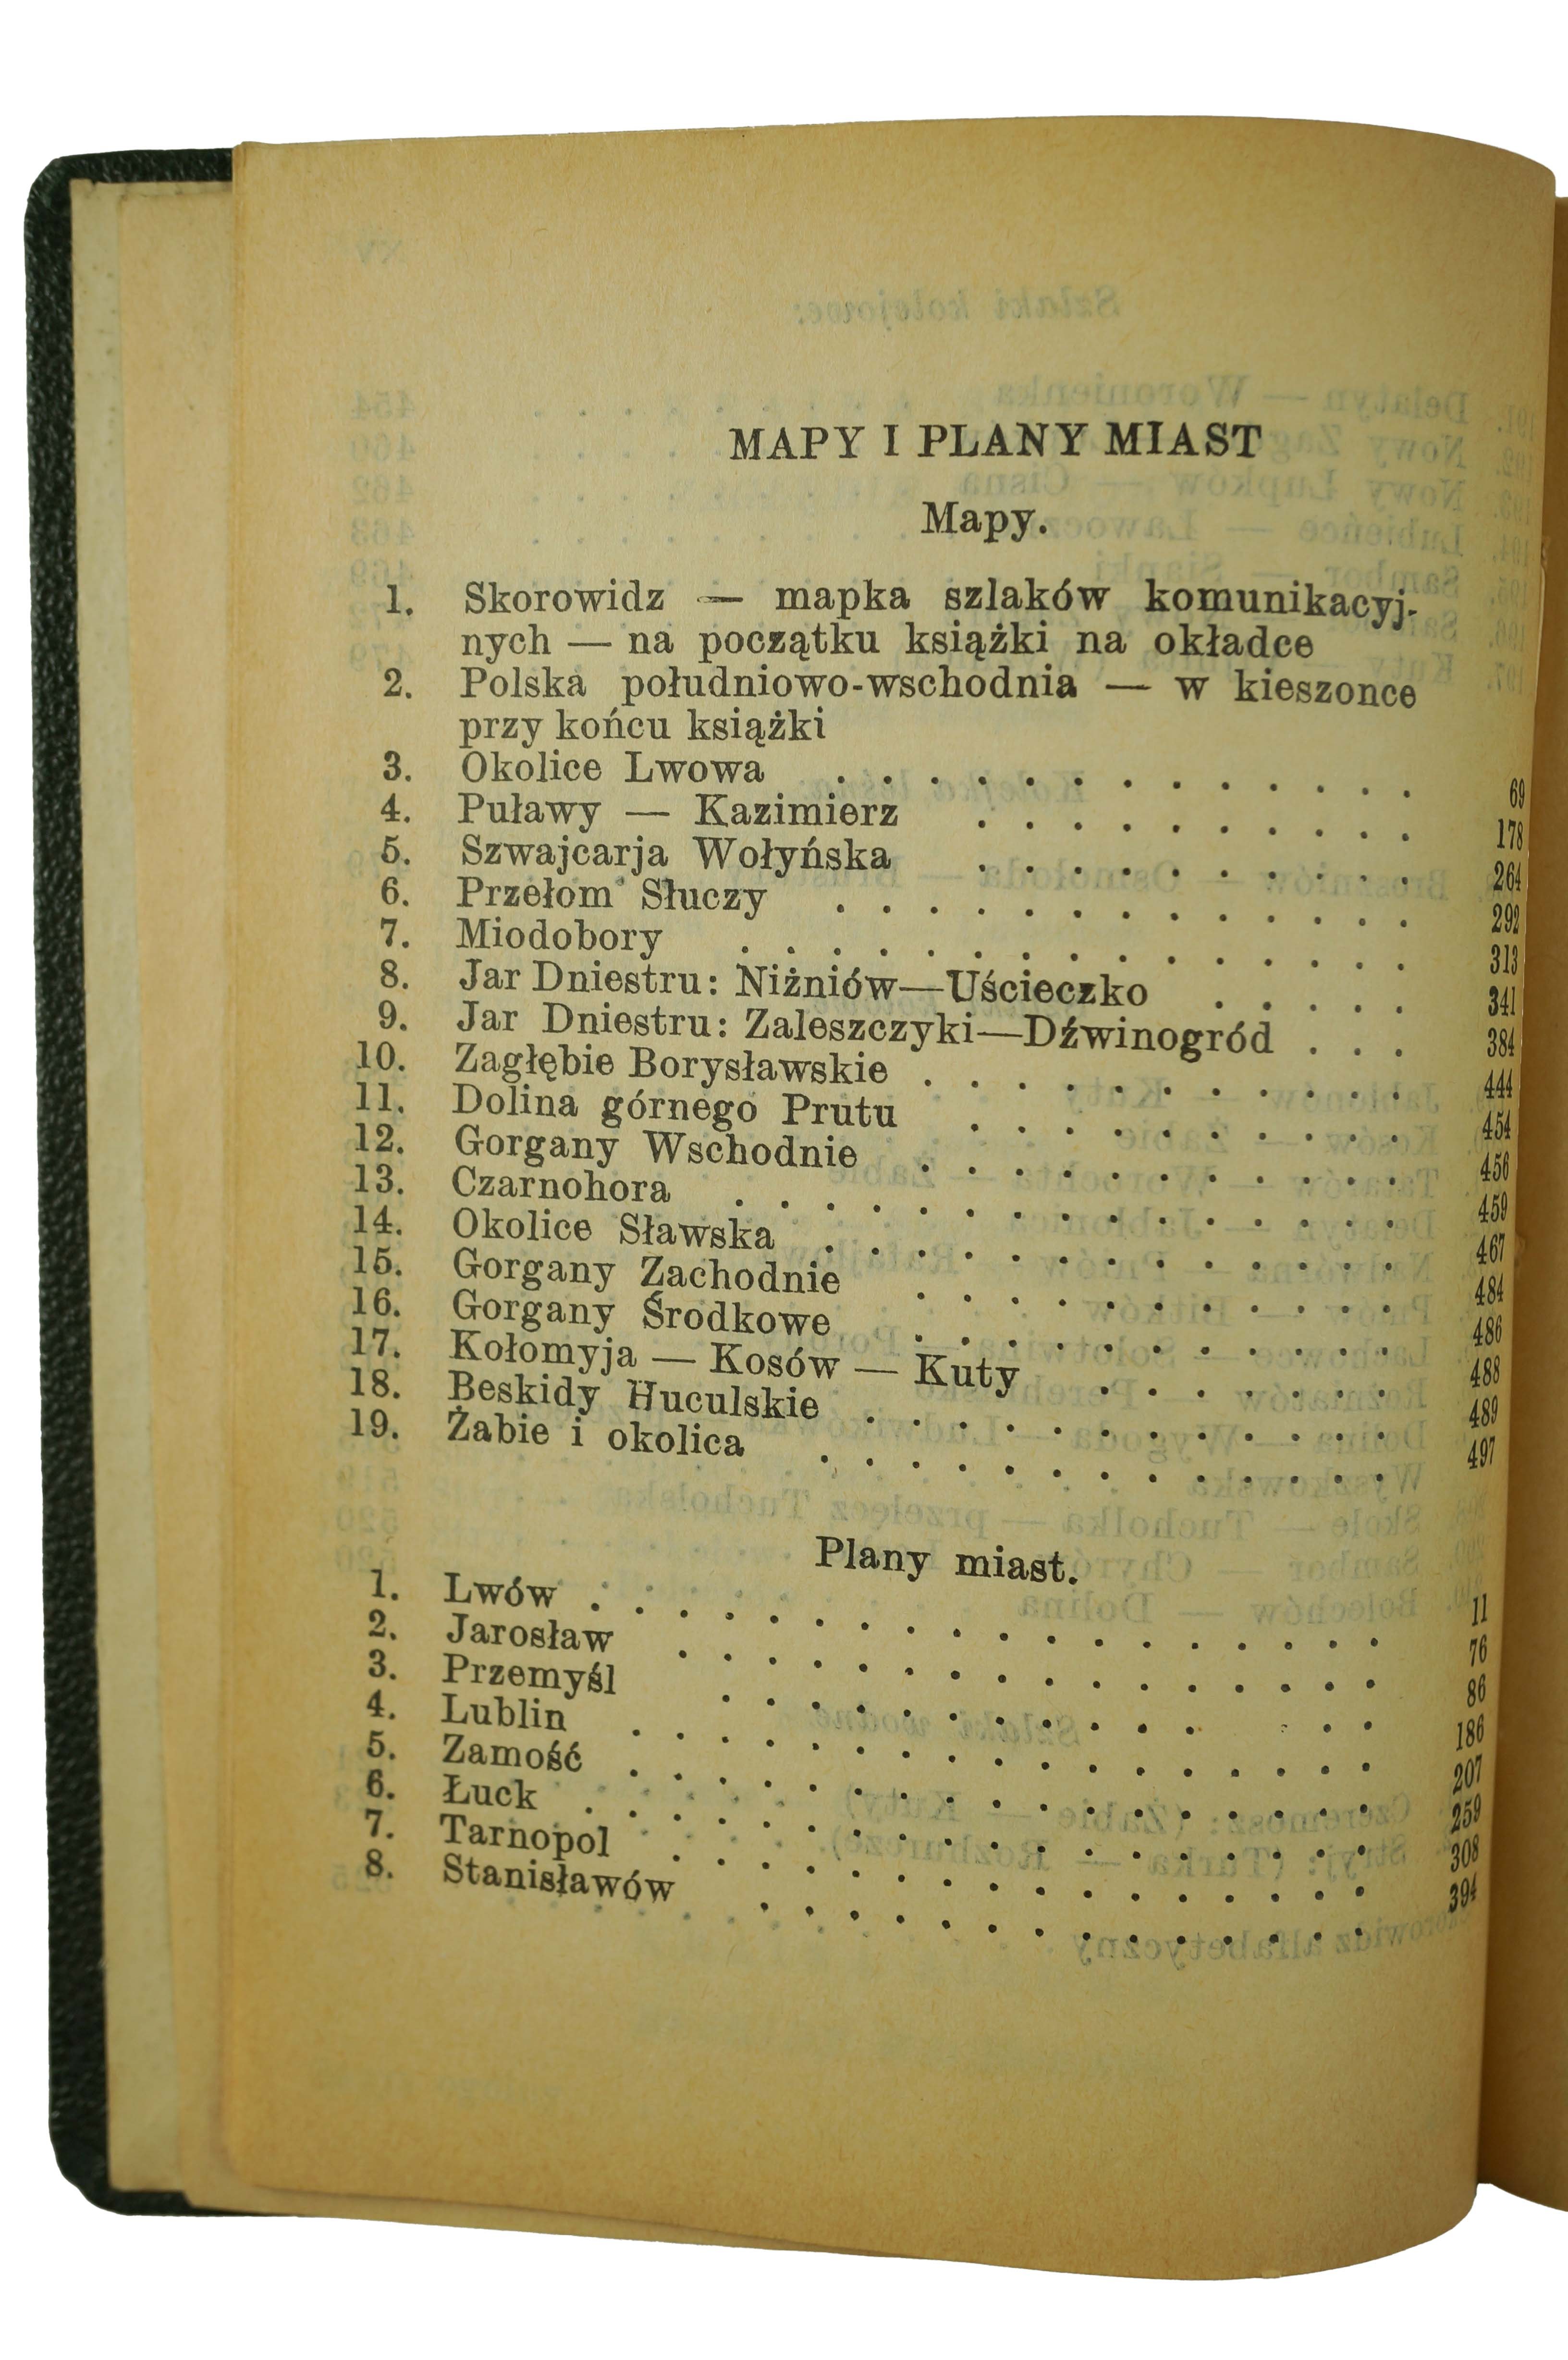 MAPY I PLANY MIAST
Mapy.
1. Skorowidz — mapka szlaków komunikacyj-
nych — na początku książki na okładce
2. Polska południowo-wschodnia — w kieszonce
przy końcu książki
3. Okolice Lwowa . . . . . . . . . . . . . 69
4. Puławy — Kazimierz . . . . . . . . . . 178
5. Szwajcarja Wołyńska . . . . . . . . . . 264
6. Przełom Słuczy . . . . . . . . . . . . . 292
7. Miodobory . . . . . . . . . . . . . . . 313
8. Jar Dniestru: Niżniów—Uścieczko . . . . . 341
9. Jar Dniestru: Zaleszczyki—Dźwinogród . . . 384
10. Zagłębie Borysławskie . . . . . . . . . . . 444
11. Dolina górnego Prutu . . . . . . . . . . 454
12. Gorgany Wschodnie . . . . . . . . . . . 456
13. Czarnohora . . . . . . . . . . . . . . . 459
14. Okolice Sławska . . . . . . . . . . . . . 467
15. Gorgany Zachodnie . . . . . . . . . . . 484
16. Gorgany Środkowe . . . . . . . . . . . 486
17. Kołomyja — Kosów — Kuty . . . . . . . 488
18. Beskidy Huculskie . . . . . . . . . . . . 489
19. Żabie i okolica . . . . . . . . . . . . . 497
Plany miast.
1. Lwów . . . . . . . . . . . . . . . . . . 11
2. Jarosław . . . . . . . . . . . . . . . . 76
3. Przemyśl . . . . . . . . . . . . . . . 86
4. Lublin . . . . . . . . . . . . . . . . . 186
5. Zamość . . . . . . . . . . . . . . . . . 207
6. Łuck . . . . . . . . . . . . . . . . . . 259
7. Tarnopol . . . . . . . . . . . . . . . . 308
8. Stanisławów . . . . . . . . . . . . . . 394